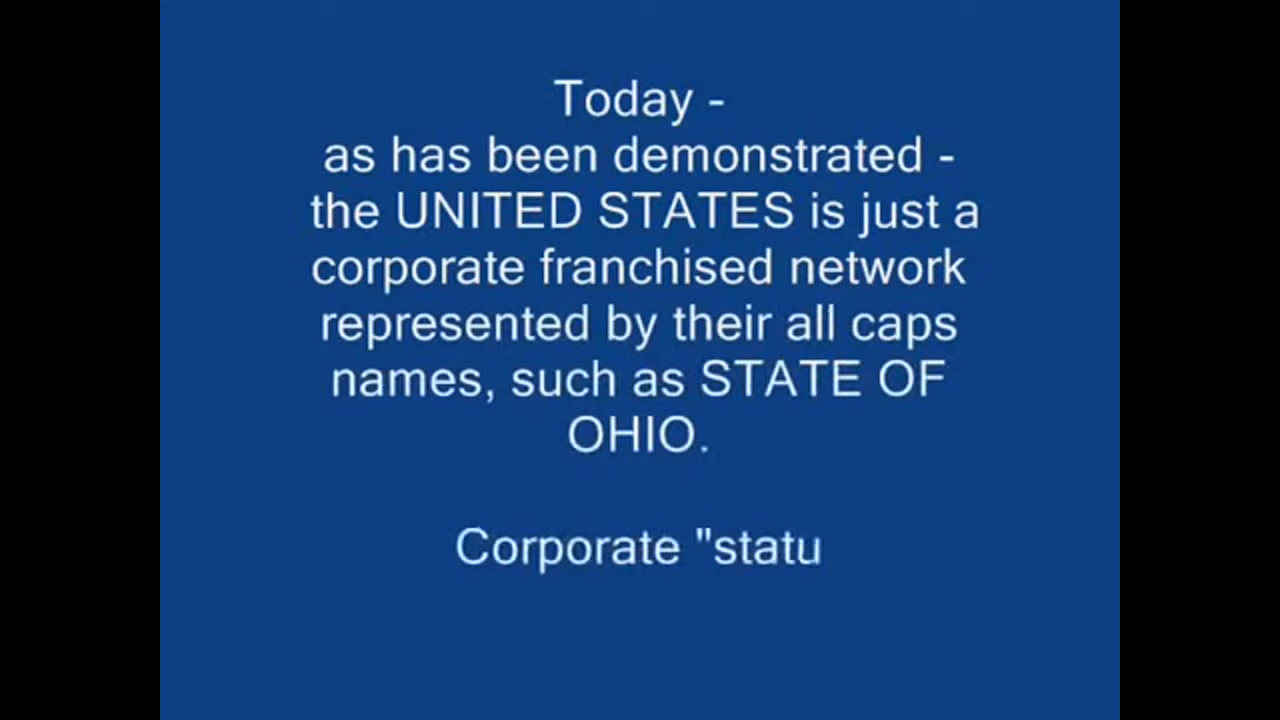 Today -
as has been demonstrated -
the UNITED STATES is just a
corporate franchised network
represented by their all caps
names, such as STATE OF
OHIO.
Corporate "statu